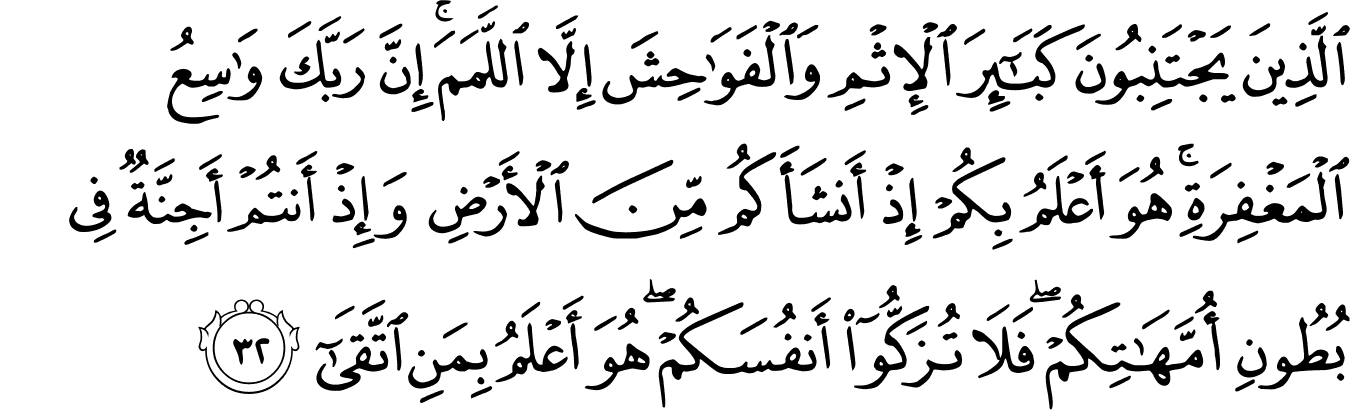 ٱلَّذِينَ يَجْتَنِبُونَ كَبَـٰٓئِرَ ٱلْإِثْمِ وَٱلْفَوَٰحِشَ إِلَّا ٱللَّمَمَ ۚ إِنَّ رَبَّكَ وَٰسِعُ
ٱلْمَغْفِرَةِ ۚ هُوَ أَعْلَمُ بِكُمْ إِذْ أَنشَأَكُم مِّنَ ٱلْأَرْضِ وَإِذْ أَنتُمْ أَجِنَّةٌ فِى
بُطُونِ أُمَّهَـٰتِكُمْ ۖ فَلَا تُزَكُّوٓا۟ أَنفُسَكُمْ ۖ هُوَ أَعْلَمُ بِمَنِ ٱتَّقَىٰٓ ٣٢